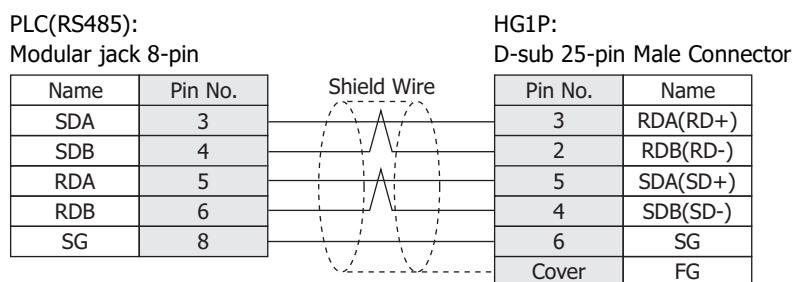 PLC(RS485):
Modular jack 8-pin
HG1P:
D-sub 25-pin Male Connector
Name Pin No. Shield Wire Pin No. Name
SDA 3 3 RDA(RD+)
SDB 4 2 RDB(RD-)
RDA 5 5 SDA(SD+)
RDB 6 4 SDB(SD-)
SG 8 6 SG
Cover FG